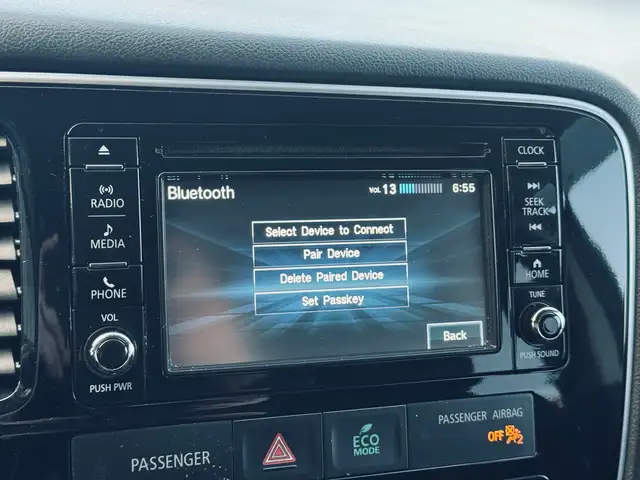 CLOCK
RADIO
MEDIA
PHONE
VOL
PUSH PWR
Bluetooth
VOL 13
6:55
Select Device to Connect
Pair Device
Delete Paired Device
Set Passkey
Back
SEEK
TRACK
HOME
TUNE
PUSH SOUND
PASSENGER
ECO
MODE
PASSENGER AIRBAG
OFF 2